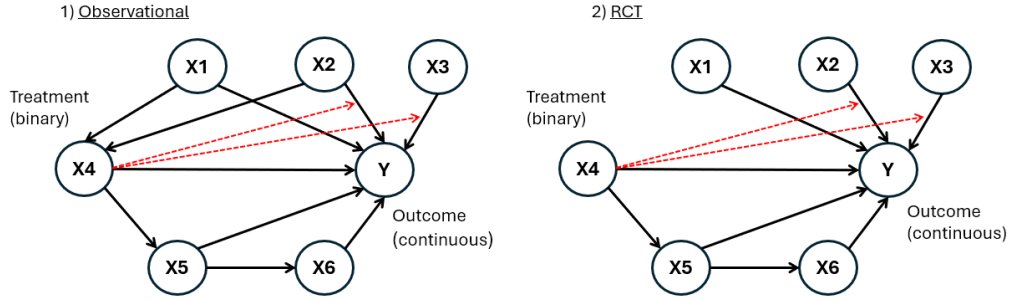 1) Observational
X1
X2
X3
Treatment
(binary)
X4
Y
Outcome
(continuous)
X5
X6
2) RCT
X1
X2
X3
Treatment
(binary)
X4
Y
Outcome
(continuous)
X5
X6